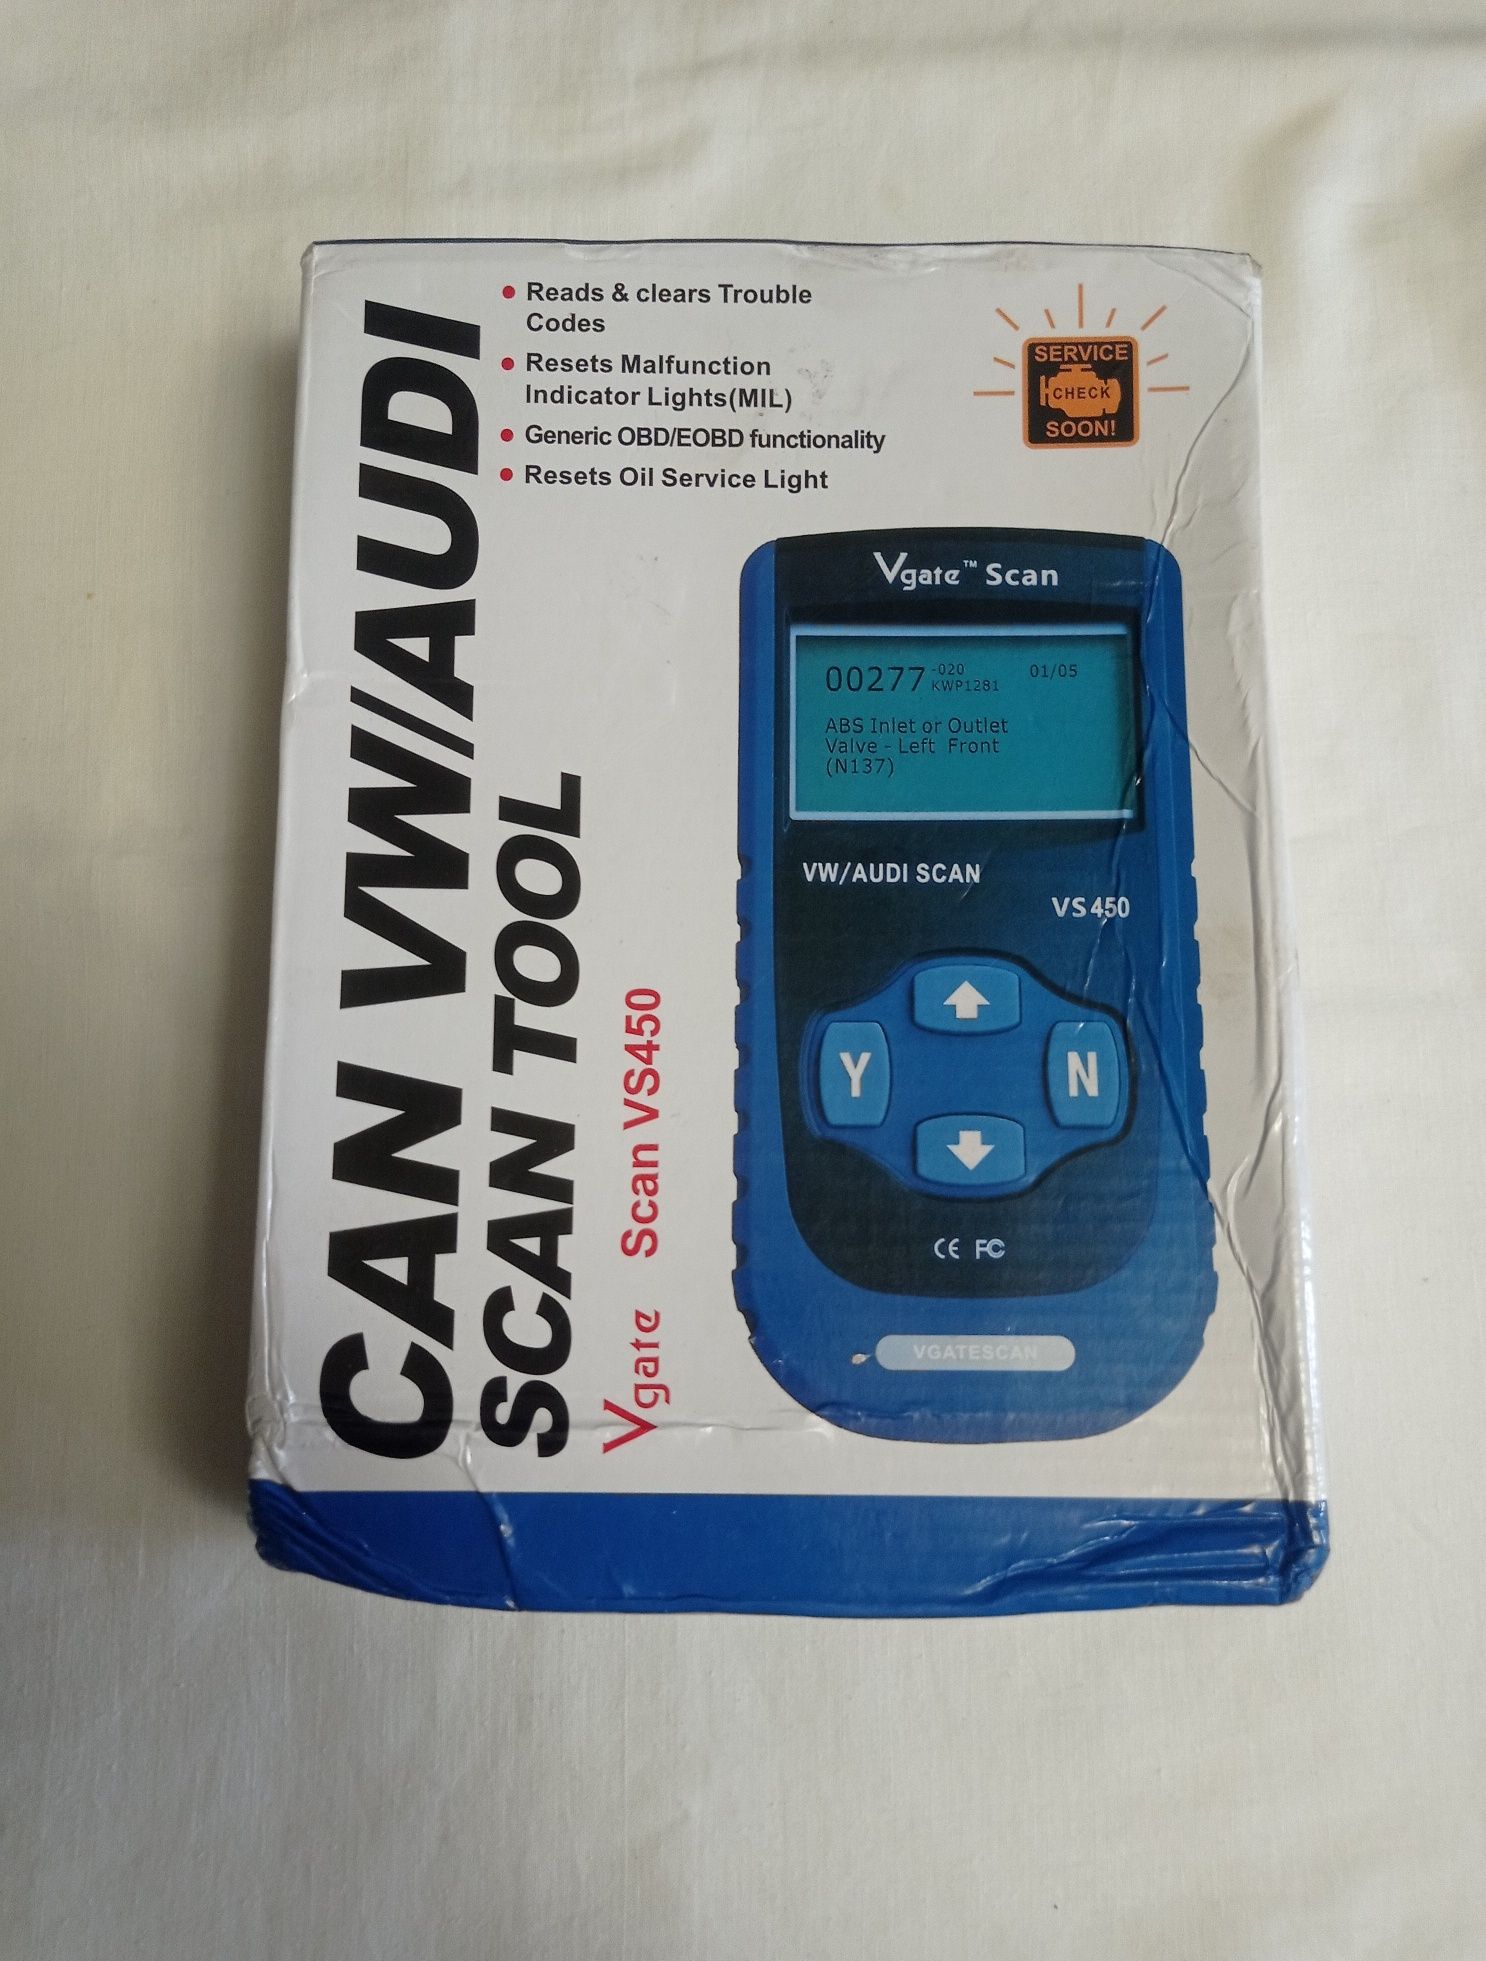 CAN VW/AUDI
SCAN TOOL
Vgate Scan VS450
Reads & clears Trouble
Codes
Resets Malfunction
Indicator Lights(MIL)
Generic OBD/EOBD functionality
Resets Oil Service Light
SERVICE
CHECK
SOON!
Vgate™ Scan
00277 -020 01/05
KWP1281
ABS Inlet or Outlet
Valve - Left Front
(N137)
VW/AUDI SCAN
VS450
Y N
CE FC
VGATESCAN